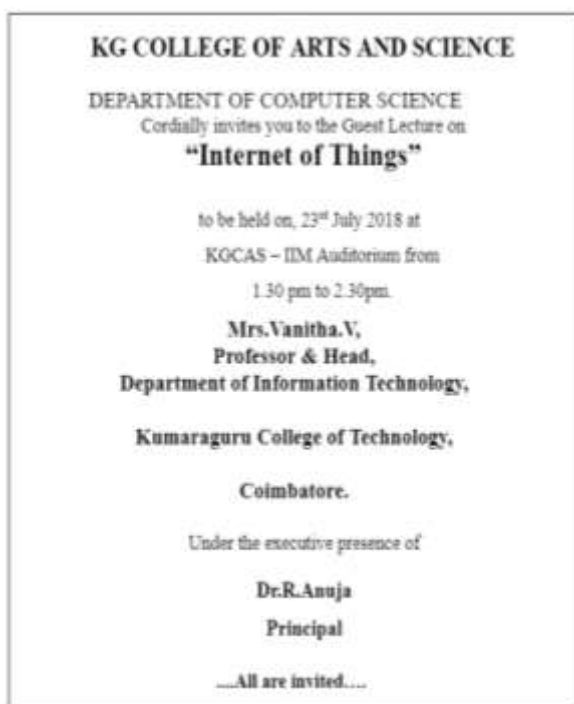 KG COLLEGE OF ARTS AND SCIENCE
DEPARTMENT OF COMPUTER SCIENCE
Cordially invites you to the Guest Lecture on
“Internet of Things”
to be held on, 23rd July 2018 at
KGCAS – IIM Auditorium from
1.30 pm to 2.30pm.
Mrs.Vanitha.V,
Professor & Head,
Department of Information Technology,
Kumaraguru College of Technology,
Coimbatore.
Under the executive presence of
Dr.R.Anuja
Principal
....All are invited....